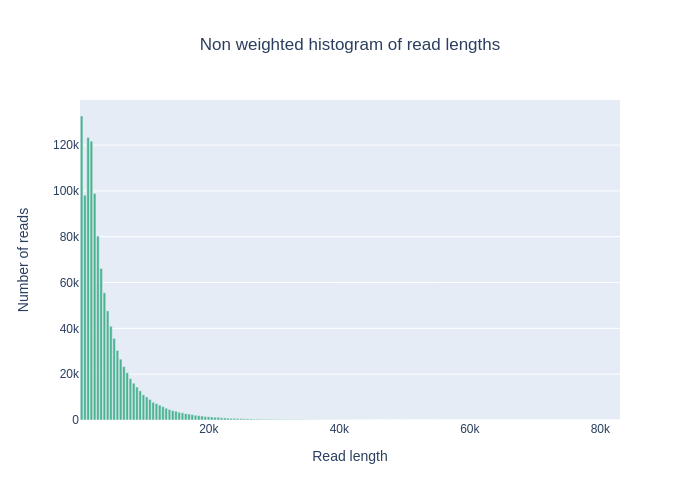 Non weighted histogram of read lengths
Number of reads
120k
100k
80k
60k
40k
20k
0
20k 40k 60k 80k
Read length